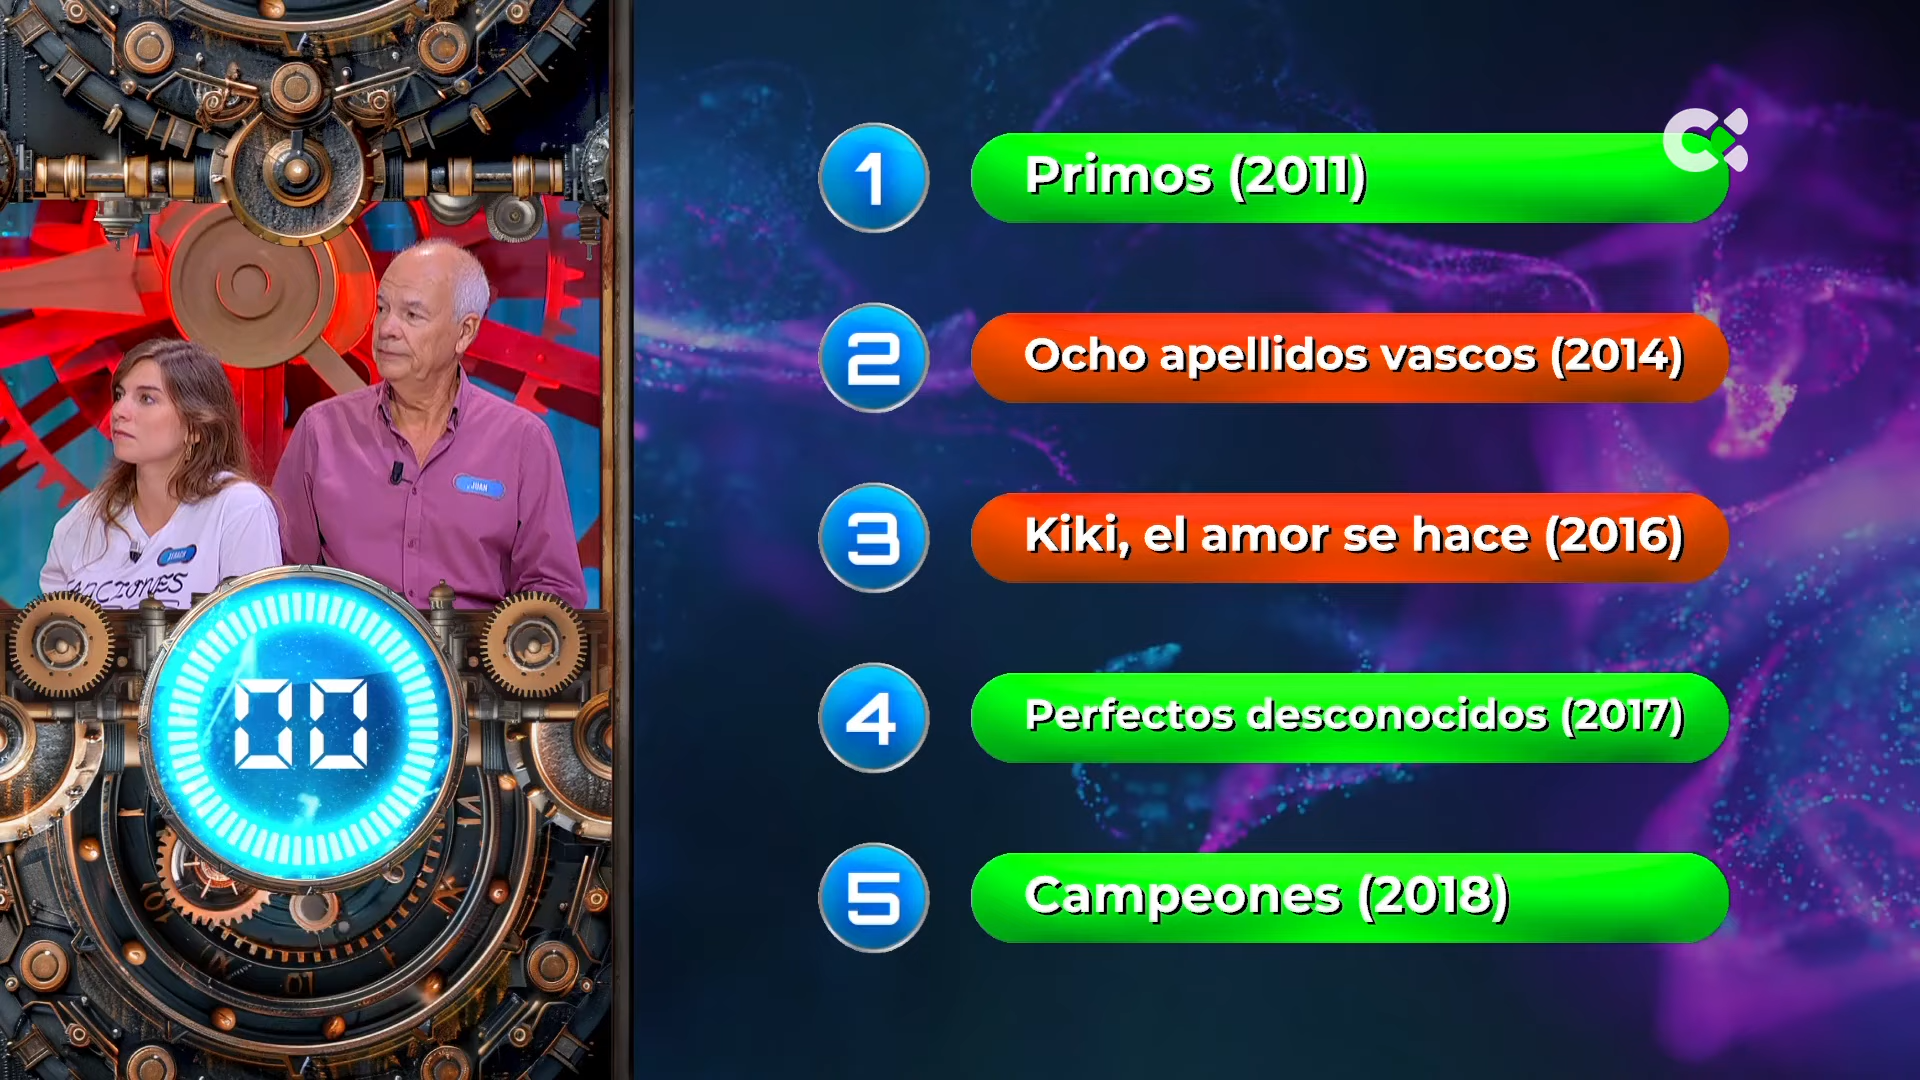 1 Primos (2011)
2 Ocho apellidos vascos (2014)
3 Kiki, el amor se hace (2016)
4 Perfectos desconocidos (2017)
5 Campeones (2018)
JUAN
00